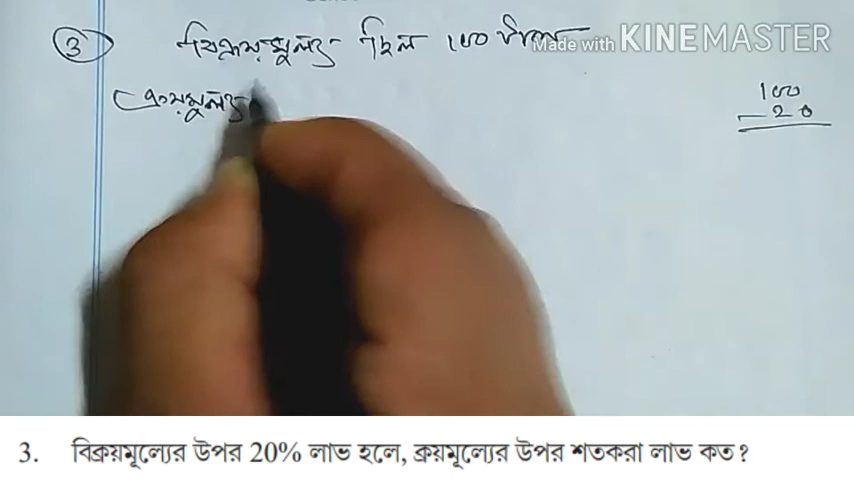 ③ বিক্রয়মূল্য ছিল 100 টাকা
Made with KINEMASTER
ক্রয়মূল্য
100
- 20
3. বিক্রয়মূল্যের উপর 20% লাভ হলে, ক্রয়মূল্যের উপর শতকরা লাভ কত?